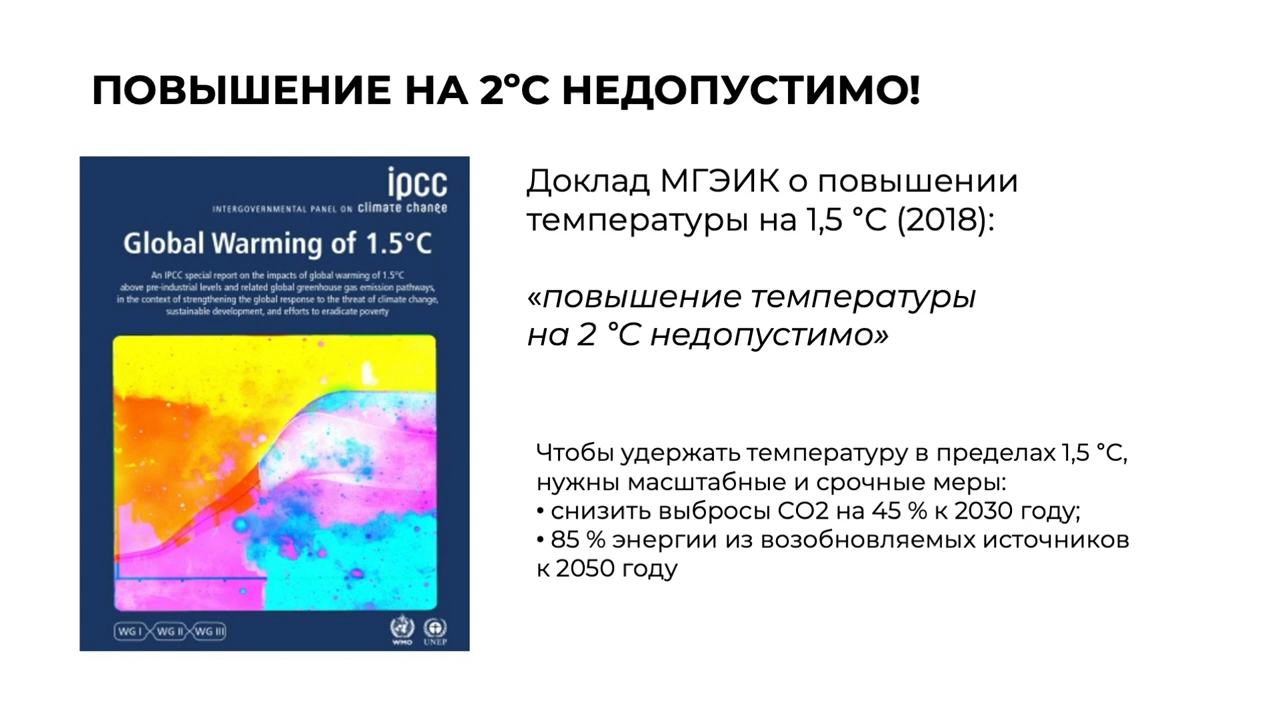 ПОВЫШЕНИЕ НА 2°С НЕДОПУСТИМО!
ipcc
INTERGOVERNMENTAL PANEL ON climate change
Global Warming of 1.5°C
An IPCC special report on the impacts of global warming of 1.5°C
above pre-industrial levels and related global greenhouse gas emission pathways,
in the context of strengthening the global response to the threat of climate change,
sustainable development, and efforts to eradicate poverty
WG I WG II WG III
WMO UNEP
Доклад МГЭИК о повышении
температуры на 1,5 °С (2018):
«повышение температуры
на 2 °С недопустимо»
Чтобы удержать температуру в пределах 1,5 °С,
нужны масштабные и срочные меры:
• снизить выбросы СО2 на 45 % к 2030 году;
• 85 % энергии из возобновляемых источников
к 2050 году